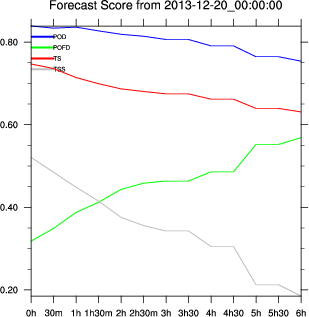 Forecast Score from 2013-12-20_00:00:00
0.80
POD
POFD
TS
TSS
0.60
0.40
0.20
0h 30m 1h 1h30m 2h 2h30m 3h 3h30 4h 4h30 5h 5h30 6h